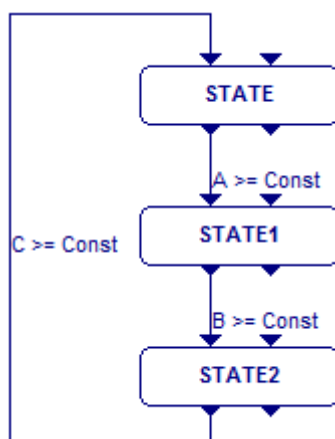 STATE
A >= Const
STATE1
C >= Const
B >= Const
STATE2